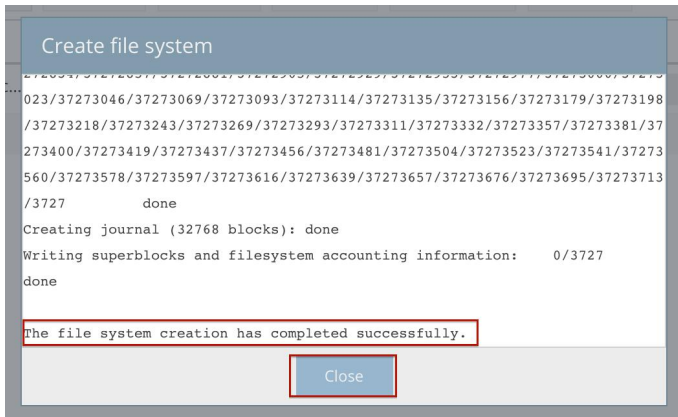 Create file system
023/37273046/37273069/37273093/37273114/37273135/37273156/37273179/37273198
/37273218/37273243/37273269/37273293/37273311/37273332/37273357/37273381/37
273400/37273419/37273437/37273456/37273481/37273504/37273523/37273541/37273
560/37273578/37273597/37273616/37273639/37273657/37273676/37273695/37273713
/3727 done
Creating journal (32768 blocks): done
Writing superblocks and filesystem accounting information: 0/3727
done
The file system creation has completed successfully.
Close